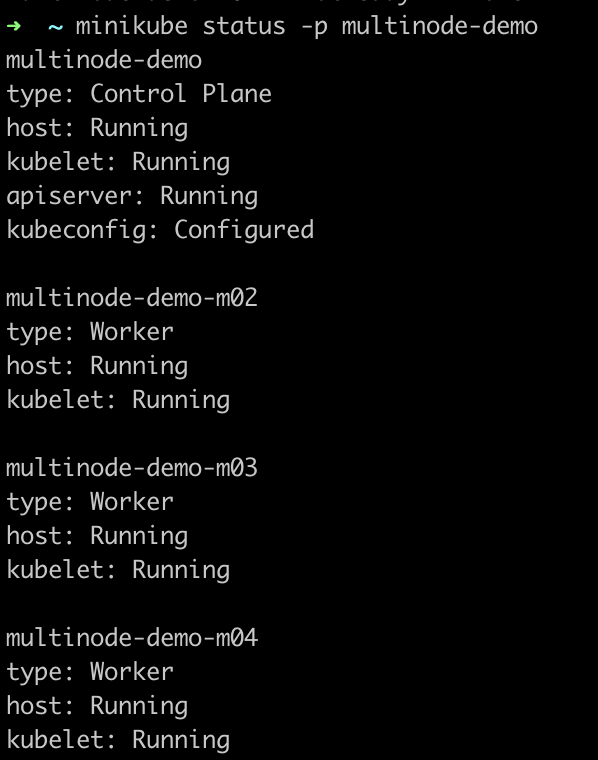 ➜  ~ minikube status -p multinode-demo
multinode-demo
type: Control Plane
host: Running
kubelet: Running
apiserver: Running
kubeconfig: Configured

multinode-demo-m02
type: Worker
host: Running
kubelet: Running

multinode-demo-m03
type: Worker
host: Running
kubelet: Running

multinode-demo-m04
type: Worker
host: Running
kubelet: Running